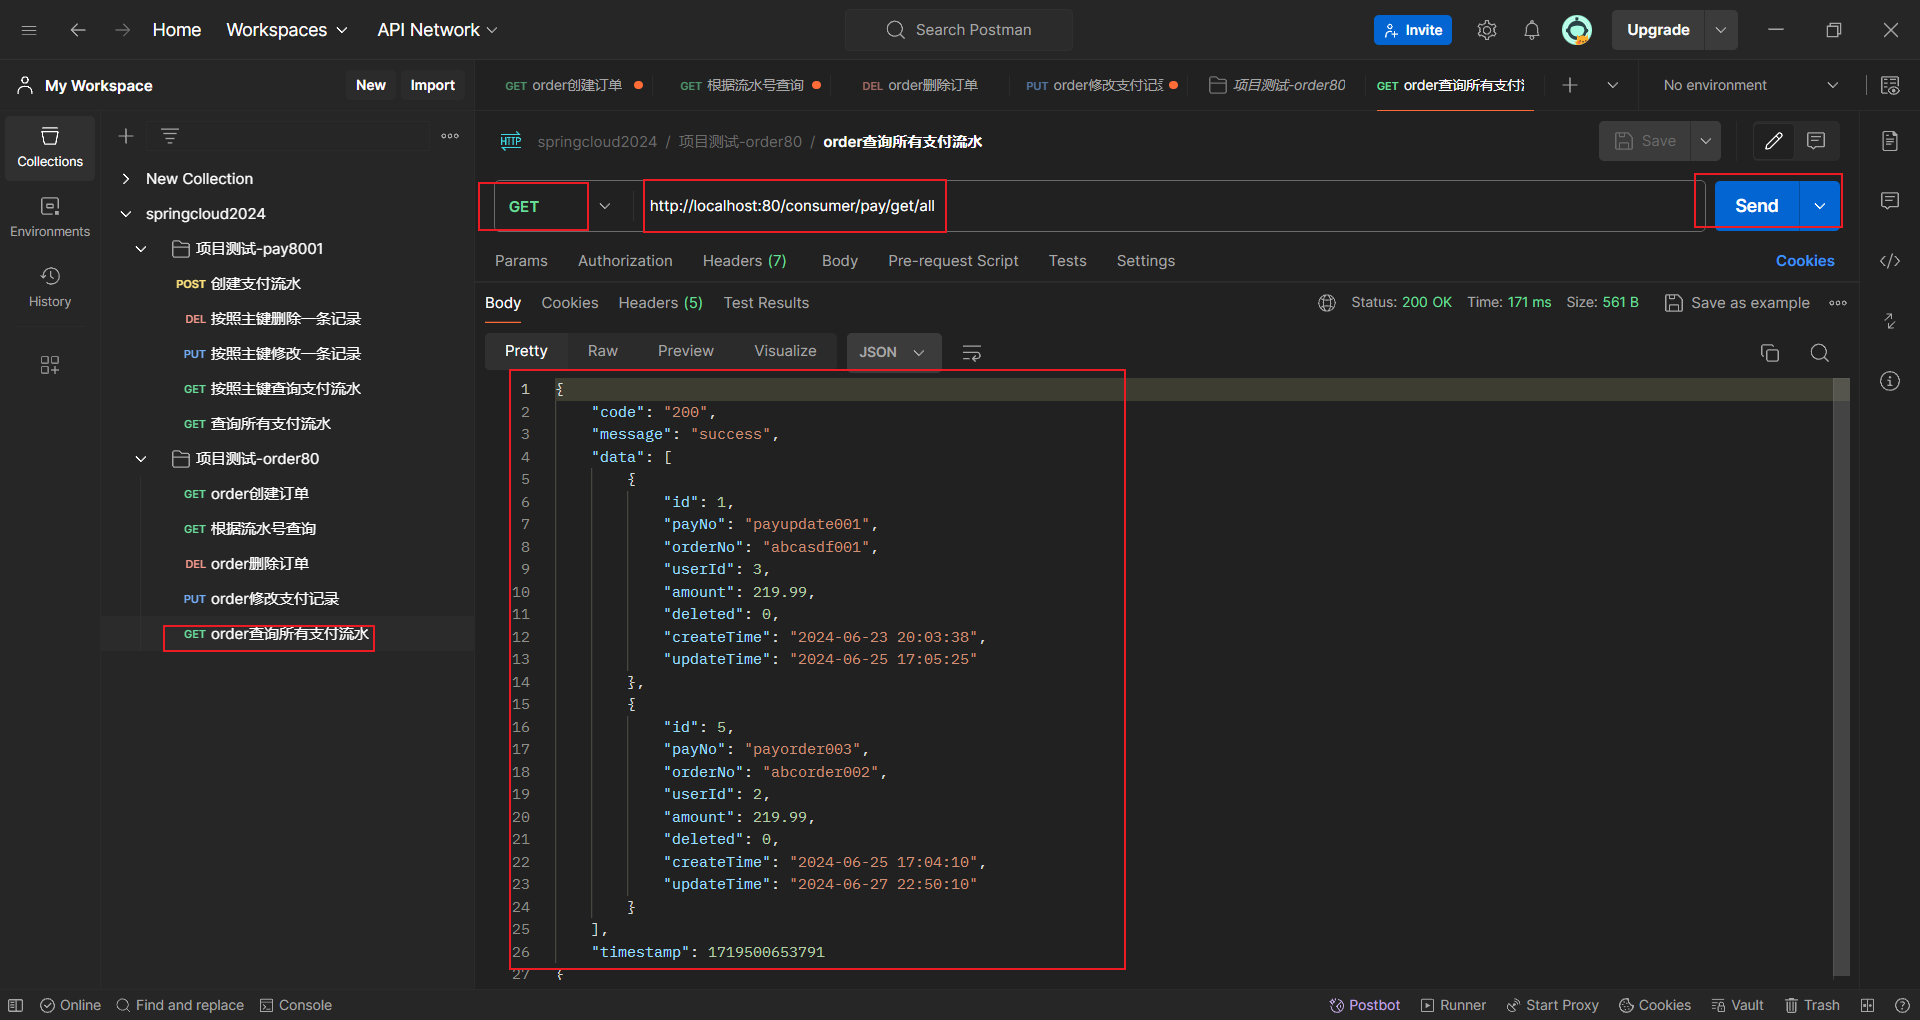 Home
Workspaces
API Network
Search Postman
Invite
Upgrade
My Workspace
New
Import
GET order创建订单
GET 根据流水号查询
DEL order删除订单
PUT order修改支付记录
项目测试-order80
GET order查询所有支付流
No environment
Collections
Environments
History
New Collection
springcloud2024
项目测试-pay8001
POST 创建支付流水
DEL 按照主键删除一条记录
PUT 按照主键修改一条记录
GET 按照主键查询支付流水
GET 查询所有支付流水
项目测试-order80
GET order创建订单
GET 根据流水号查询
DEL order删除订单
PUT order修改支付记录
GET order查询所有支付流水
HTTP springcloud2024 / 项目测试-order80 / order查询所有支付流水
Save
GET
http://localhost:80/consumer/pay/get/all
Send
Params Authorization Headers (7) Body Pre-request Script Tests Settings
Cookies
Body Cookies Headers (5) Test Results
Status: 200 OK Time: 171 ms Size: 561 B
Save as example
Pretty Raw Preview Visualize
JSON
1 {
2 "code": "200",
3 "message": "success",
4 "data": [
5 {
6 "id": 1,
7 "payNo": "payupdate001",
8 "orderNo": "abcasdf001",
9 "userId": 3,
10 "amount": 219.99,
11 "deleted": 0,
12 "createTime": "2024-06-23 20:03:38",
13 "updateTime": "2024-06-25 17:05:25"
14 },
15 {
16 "id": 5,
17 "payNo": "payorder003",
18 "orderNo": "abcorder002",
19 "userId": 2,
20 "amount": 219.99,
21 "deleted": 0,
22 "createTime": "2024-06-25 17:04:10",
23 "updateTime": "2024-06-27 22:50:10"
24 }
25 ],
26 "timestamp": 1719500653791
27 {
Online
Find and replace
Console
Postbot
Runner
Start Proxy
Cookies
Vault
Trash